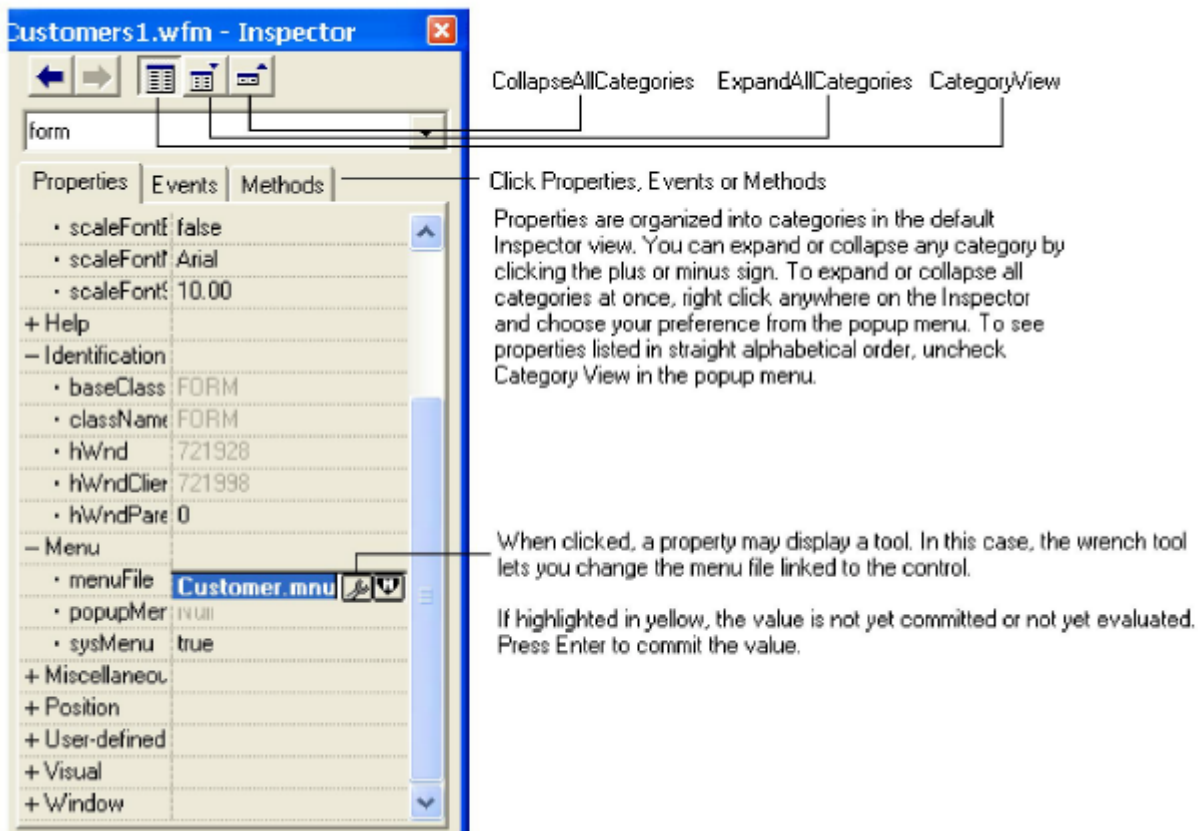 Customers1.wfm - Inspector
CollapseAllCategories ExpandAllCategories CategoryView
form
Properties Events Methods
Click Properties, Events or Methods
Properties are organized into categories in the default
Inspector view. You can expand or collapse any category by
clicking the plus or minus sign. To expand or collapse all
categories at once, right click anywhere on the Inspector
and choose your preference from the popup menu. To see
properties listed in straight alphabetical order, uncheck
Category View in the popup menu.
· scaleFontE false
· scaleFontN Arial
· scaleFontS 10.00
+ Help
– Identification
· baseClass FORM
· className FORM
· hWnd 721928
· hWndClier 721998
· hWndPare 0
– Menu
· menuFile Customer.mnu
· popupMer Null
· sysMenu true
+ Miscellaneou
+ Position
+ User-defined
+ Visual
+ Window
When clicked, a property may display a tool. In this case, the wrench tool
lets you change the menu file linked to the control.
If highlighted in yellow, the value is not yet committed or not yet evaluated.
Press Enter to commit the value.